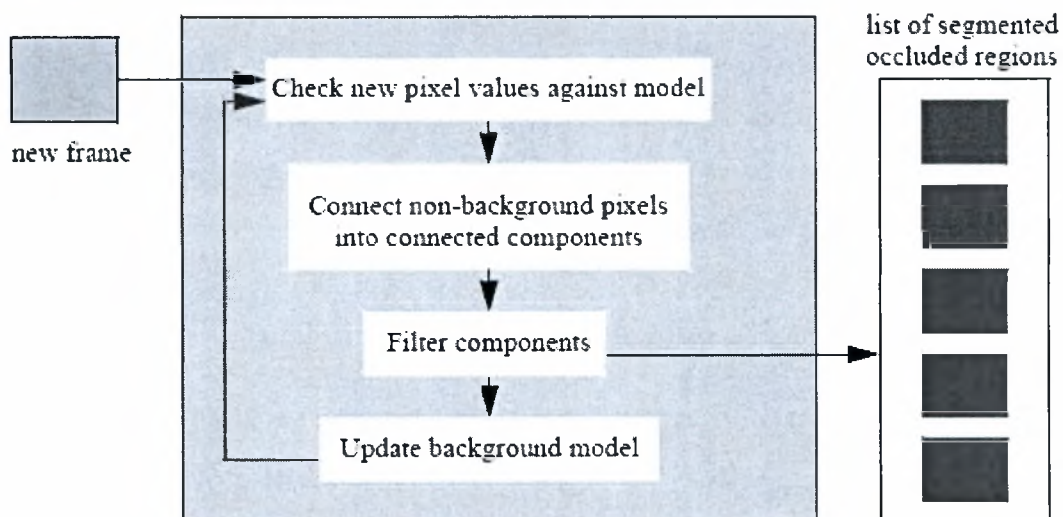 list of segmented
occluded regions
new frame
Check new pixel values against model
Connect non-background pixels
into connected components
Filter components
Update background model